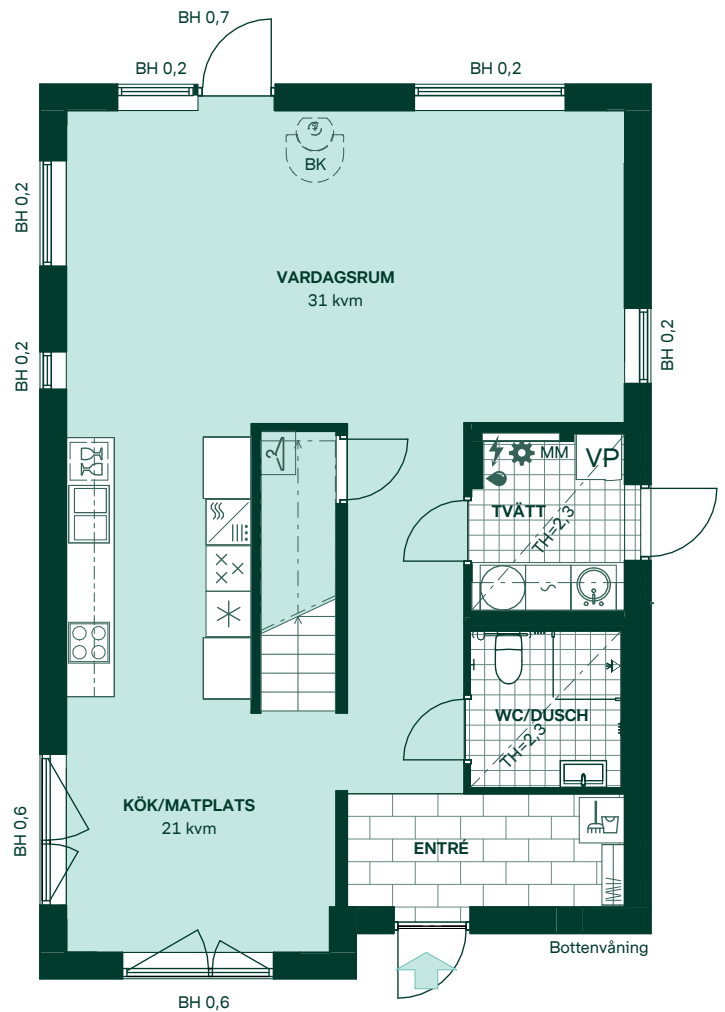 BH 0,7
BH 0,2
BH 0,2
BK
BH 0,2
VARDAGSRUM
31 kvm
BH 0,2
BH 0,2
MM
VP
TVÄTT
TH=2,3
WC/DUSCH
TH=2,3
KÖK/MATPLATS
21 kvm
BH 0,6
ENTRÉ
Bottenvåning
BH 0,6